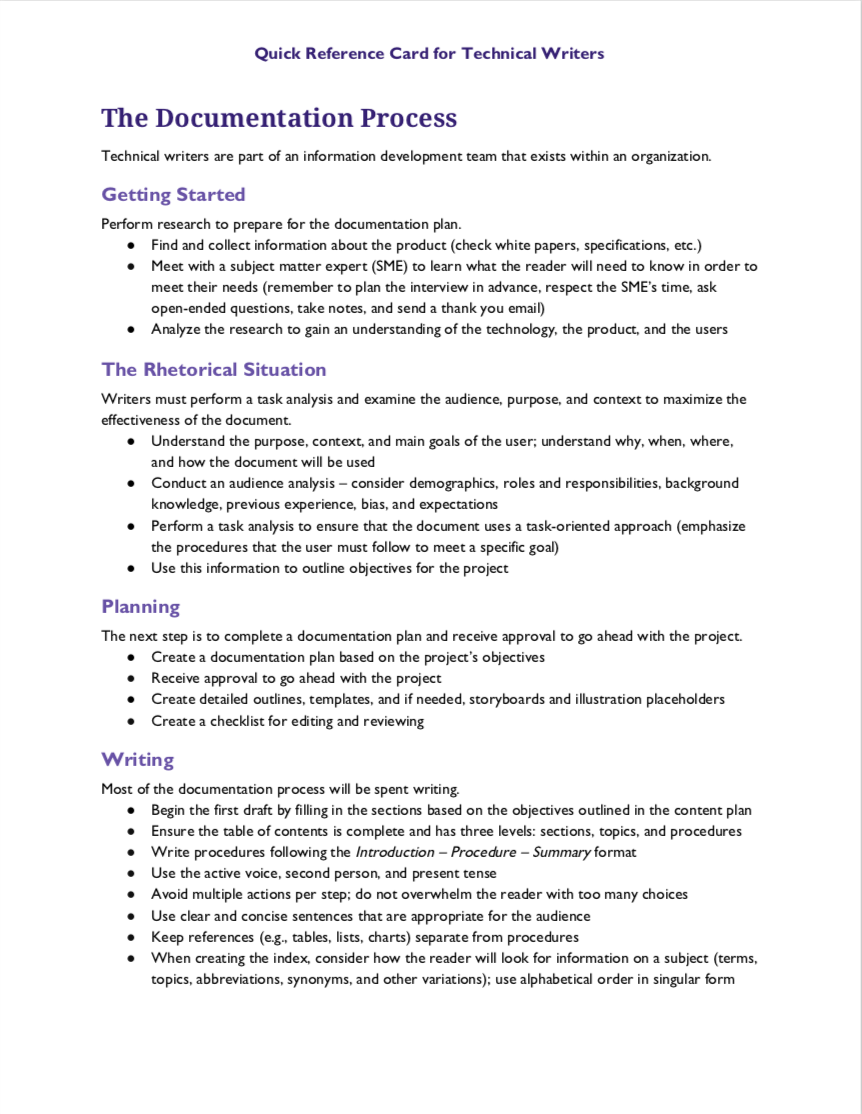 Quick Reference Card for Technical Writers
The Documentation Process
Technical writers are part of an information development team that exists within an organization.
Getting Started
Perform research to prepare for the documentation plan.
● Find and collect information about the product (check white papers, specifications, etc.)
● Meet with a subject matter expert (SME) to learn what the reader will need to know in order to
meet their needs (remember to plan the interview in advance, respect the SME's time, ask
open-ended questions, take notes, and send a thank you email)
● Analyze the research to gain an understanding of the technology, the product, and the users
The Rhetorical Situation
Writers must perform a task analysis and examine the audience, purpose, and context to maximize the
effectiveness of the document.
● Understand the purpose, context, and main goals of the user; understand why, when, where,
and how the document will be used
● Conduct an audience analysis – consider demographics, roles and responsibilities, background
knowledge, previous experience, bias, and expectations
● Perform a task analysis to ensure that the document uses a task-oriented approach (emphasize
the procedures that the user must follow to meet a specific goal)
● Use this information to outline objectives for the project
Planning
The next step is to complete a documentation plan and receive approval to go ahead with the project.
● Create a documentation plan based on the project's objectives
● Receive approval to go ahead with the project
● Create detailed outlines, templates, and if needed, storyboards and illustration placeholders
● Create a checklist for editing and reviewing
Writing
Most of the documentation process will be spent writing.
● Begin the first draft by filling in the sections based on the objectives outlined in the content plan
● Ensure the table of contents is complete and has three levels: sections, topics, and procedures
● Write procedures following the Introduction – Procedure – Summary format
● Use the active voice, second person, and present tense
● Avoid multiple actions per step; do not overwhelm the reader with too many choices
● Use clear and concise sentences that are appropriate for the audience
● Keep references (e.g., tables, lists, charts) separate from procedures
● When creating the index, consider how the reader will look for information on a subject (terms,
topics, abbreviations, synonyms, and other variations); use alphabetical order in singular form